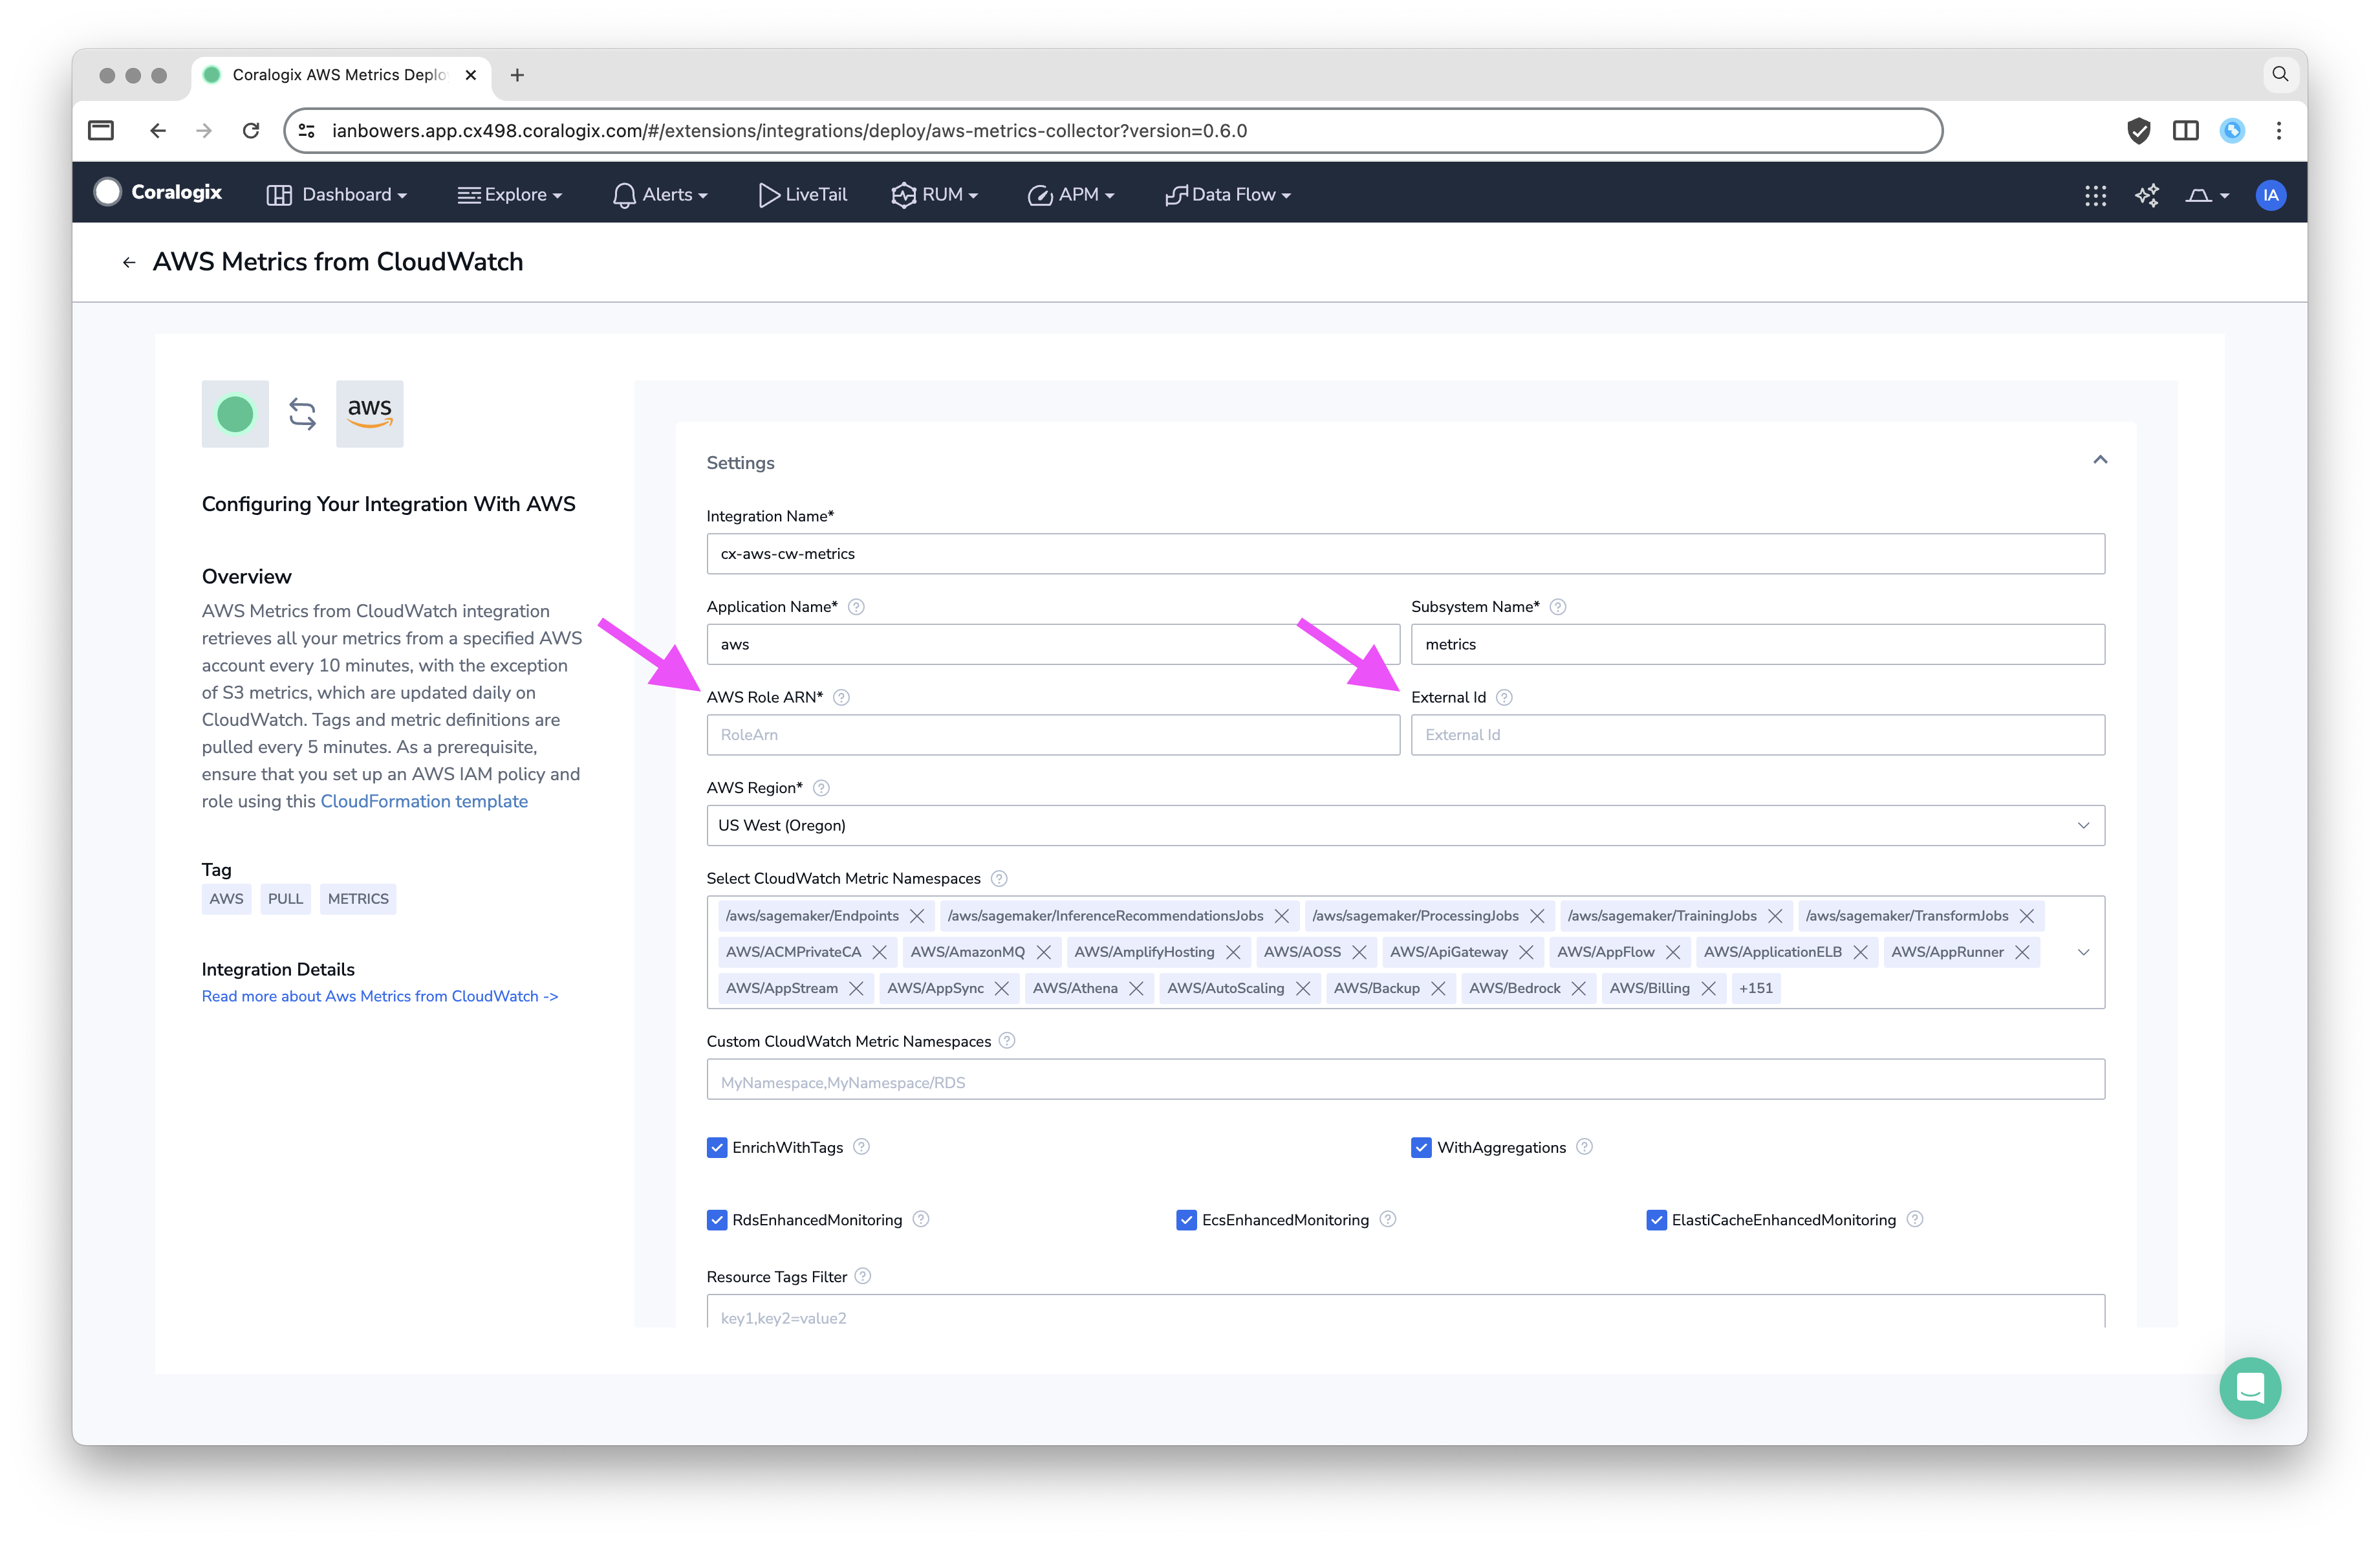 Coralogix AWS Metrics Deplo
ianbowers.app.cx498.coralogix.com/#/extensions/integrations/deploy/aws-metrics-collector?version=0.6.0
Coralogix Dashboard Explore Alerts LiveTail RUM APM Data Flow IA
AWS Metrics from CloudWatch
aws
Configuring Your Integration With AWS
Overview
AWS Metrics from CloudWatch integration
retrieves all your metrics from a specified AWS
account every 10 minutes, with the exception
of S3 metrics, which are updated daily on
CloudWatch. Tags and metric definitions are
pulled every 5 minutes. As a prerequisite,
ensure that you set up an AWS IAM policy and
role using this CloudFormation template
Tag
AWS PULL METRICS
Integration Details
Read more about Aws Metrics from CloudWatch ->
Settings
Integration Name*
cx-aws-cw-metrics
Application Name* ? Subsystem Name* ?
aws metrics
AWS Role ARN* ? External Id ?
RoleArn External Id
AWS Region* ?
US West (Oregon)
Select CloudWatch Metric Namespaces ?
/aws/sagemaker/Endpoints /aws/sagemaker/InferenceRecommendationsJobs /aws/sagemaker/ProcessingJobs /aws/sagemaker/TrainingJobs /aws/sagemaker/TransformJobs
AWS/ACMPrivateCA AWS/AmazonMQ AWS/AmplifyHosting AWS/AOSS AWS/ApiGateway AWS/AppFlow AWS/ApplicationELB AWS/AppRunner
AWS/AppStream AWS/AppSync AWS/Athena AWS/AutoScaling AWS/Backup AWS/Bedrock AWS/Billing +151
Custom CloudWatch Metric Namespaces ?
MyNamespace,MyNamespace/RDS
EnrichWithTags ? WithAggregations ?
RdsEnhancedMonitoring ? EcsEnhancedMonitoring ? ElastiCacheEnhancedMonitoring ?
Resource Tags Filter ?
key1,key2=value2